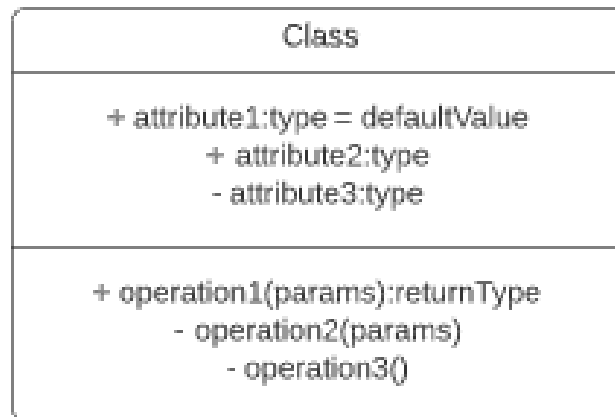 Class
+ attribute1:type = defaultValue
+ attribute2:type
- attribute3:type
+ operation1(params):returnType
- operation2(params)
- operation3()